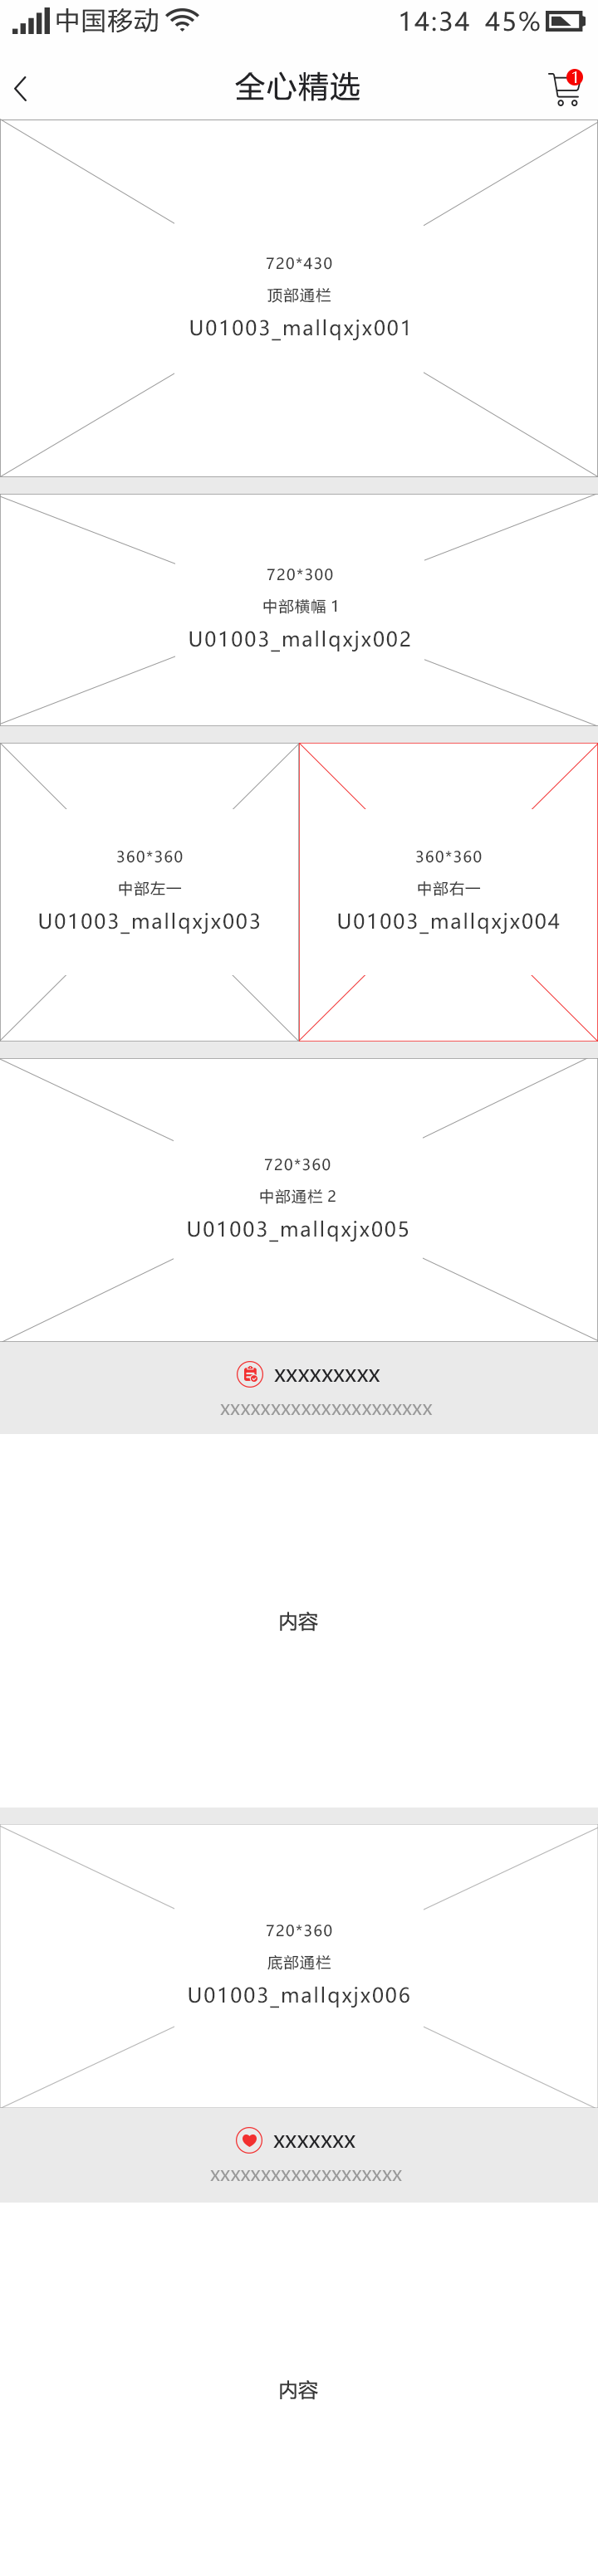 中国移动 14:34 45%
全心精选 1
720*430
顶部通栏
U01003_mallqxjx001
720*300
中部横幅 1
U01003_mallqxjx002
360*360
中部左一
U01003_mallqxjx003
360*360
中部右一
U01003_mallqxjx004
720*360
中部通栏 2
U01003_mallqxjx005
xxxxxxxxx
xxxxxxxxxxxxxxxxxxxxx
内容
720*360
底部通栏
U01003_mallqxjx006
xxxxxxx
xxxxxxxxxxxxxxxxxxx
内容